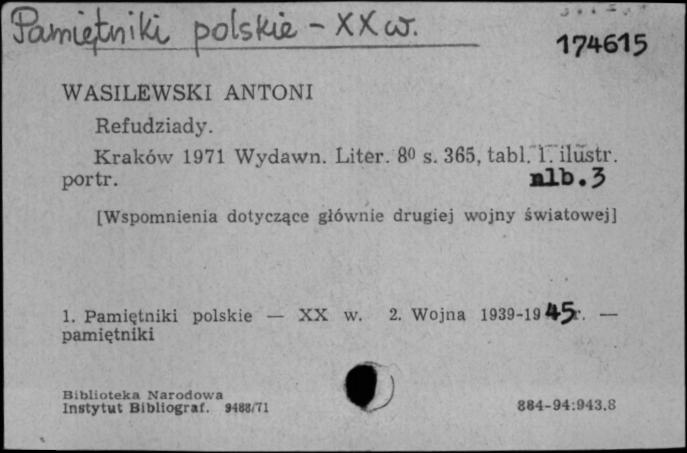 Pamiętniki polskie - XX w.
174615
WASILEWSKI ANTONI
Refudziady.
Kraków 1971 Wydawn. Liter. 8⁰ s. 365, tabl. 1. ilustr.
portr. nlb. 3
[Wspomnienia dotyczące głównie drugiej wojny światowej]
1. Pamiętniki polskie — XX w. 2. Wojna 1939-1945 r. —
pamiętniki
Biblioteka Narodowa
Instytut Bibliograf. 9488/71
884-94:943.8